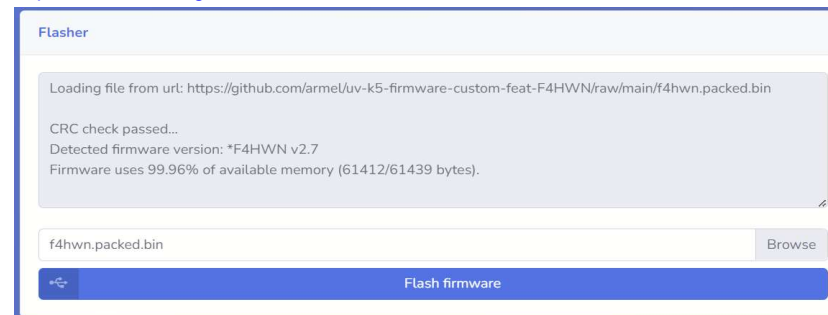 Flasher
Loading file from url: https://github.com/armel/uv-k5-firmware-custom-feat-F4HWN/raw/main/f4hwn.packed.bin
CRC check passed...
Detected firmware version: *F4HWN v2.7
Firmware uses 99.96% of available memory (61412/61439 bytes).
f4hwn.packed.bin
Browse
Flash firmware